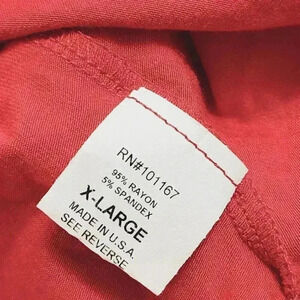 RN#101167
95% RAYON
5% SPANDEX
X-LARGE
MADE IN U.S.A.
SEE REVERSE